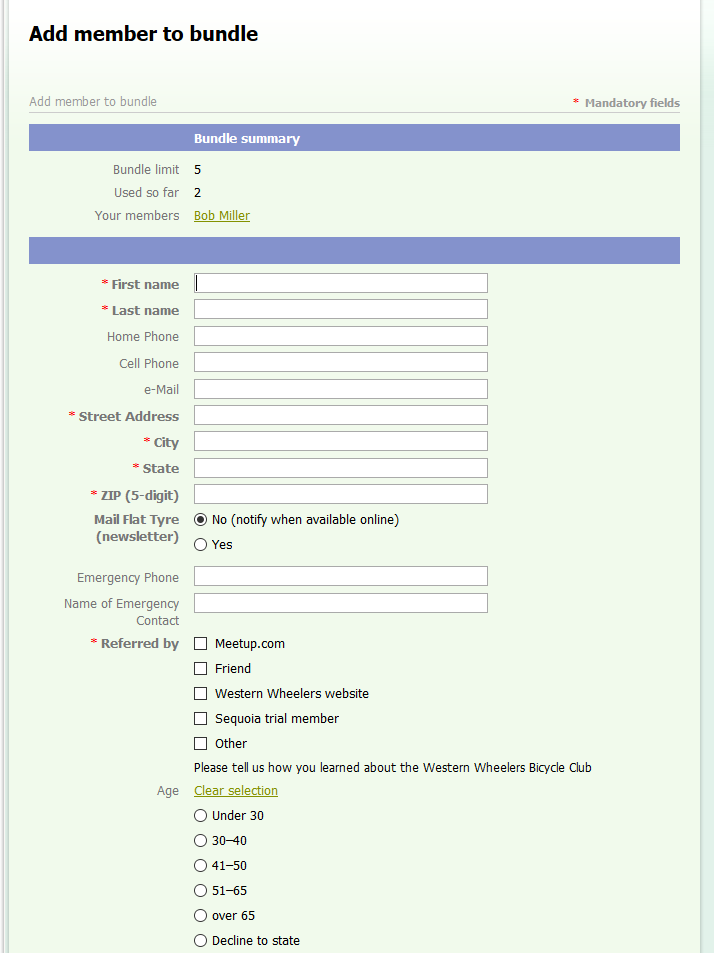 Add member to bundle
Add member to bundle * Mandatory fields
Bundle summary
Bundle limit 5
Used so far 2
Your members Bob Miller
* First name
* Last name
Home Phone
Cell Phone
e-Mail
* Street Address
* City
* State
* ZIP (5-digit)
Mail Flat Tyre No (notify when available online)
(newsletter)
Yes
Emergency Phone
Name of Emergency
Contact
* Referred by Meetup.com
Friend
Western Wheelers website
Sequoia trial member
Other
Please tell us how you learned about the Western Wheelers Bicycle Club
Age Clear selection
Under 30
30–40
41–50
51–65
over 65
Decline to state